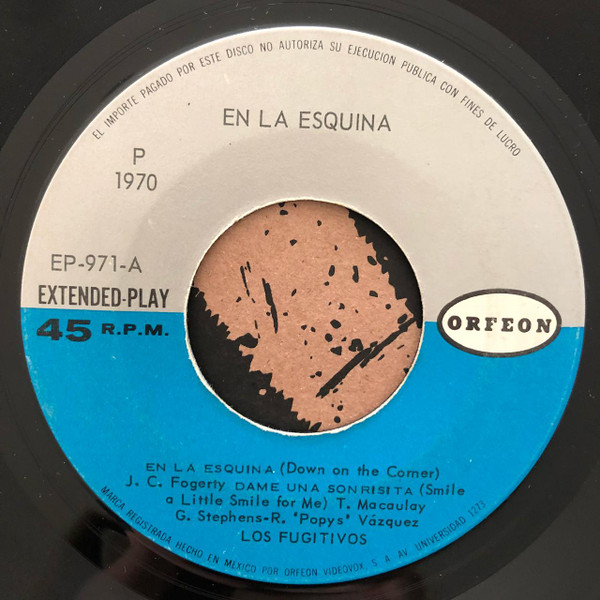 EL IMPORTE PAGADO POR ESTE DISCO NO AUTORIZA SU EJECUCION PUBLICA CON FINES DE LUCRO
EN LA ESQUINA
P
1970
EP-971-A
EXTENDED-PLAY
45 R.P.M.
ORFEON
EN LA ESQUINA (Down on the Corner)
J. C. Fogerty DAME UNA SONRISITA (Smile
a Little Smile for Me) T. Macaulay
G. Stephens-R. "Popys" Vázquez
LOS FUGITIVOS
MARCA REGISTRADA HECHO EN MEXICO POR ORFEON VIDEOVOX, S. A. AV. UNIVERSIDAD 1273